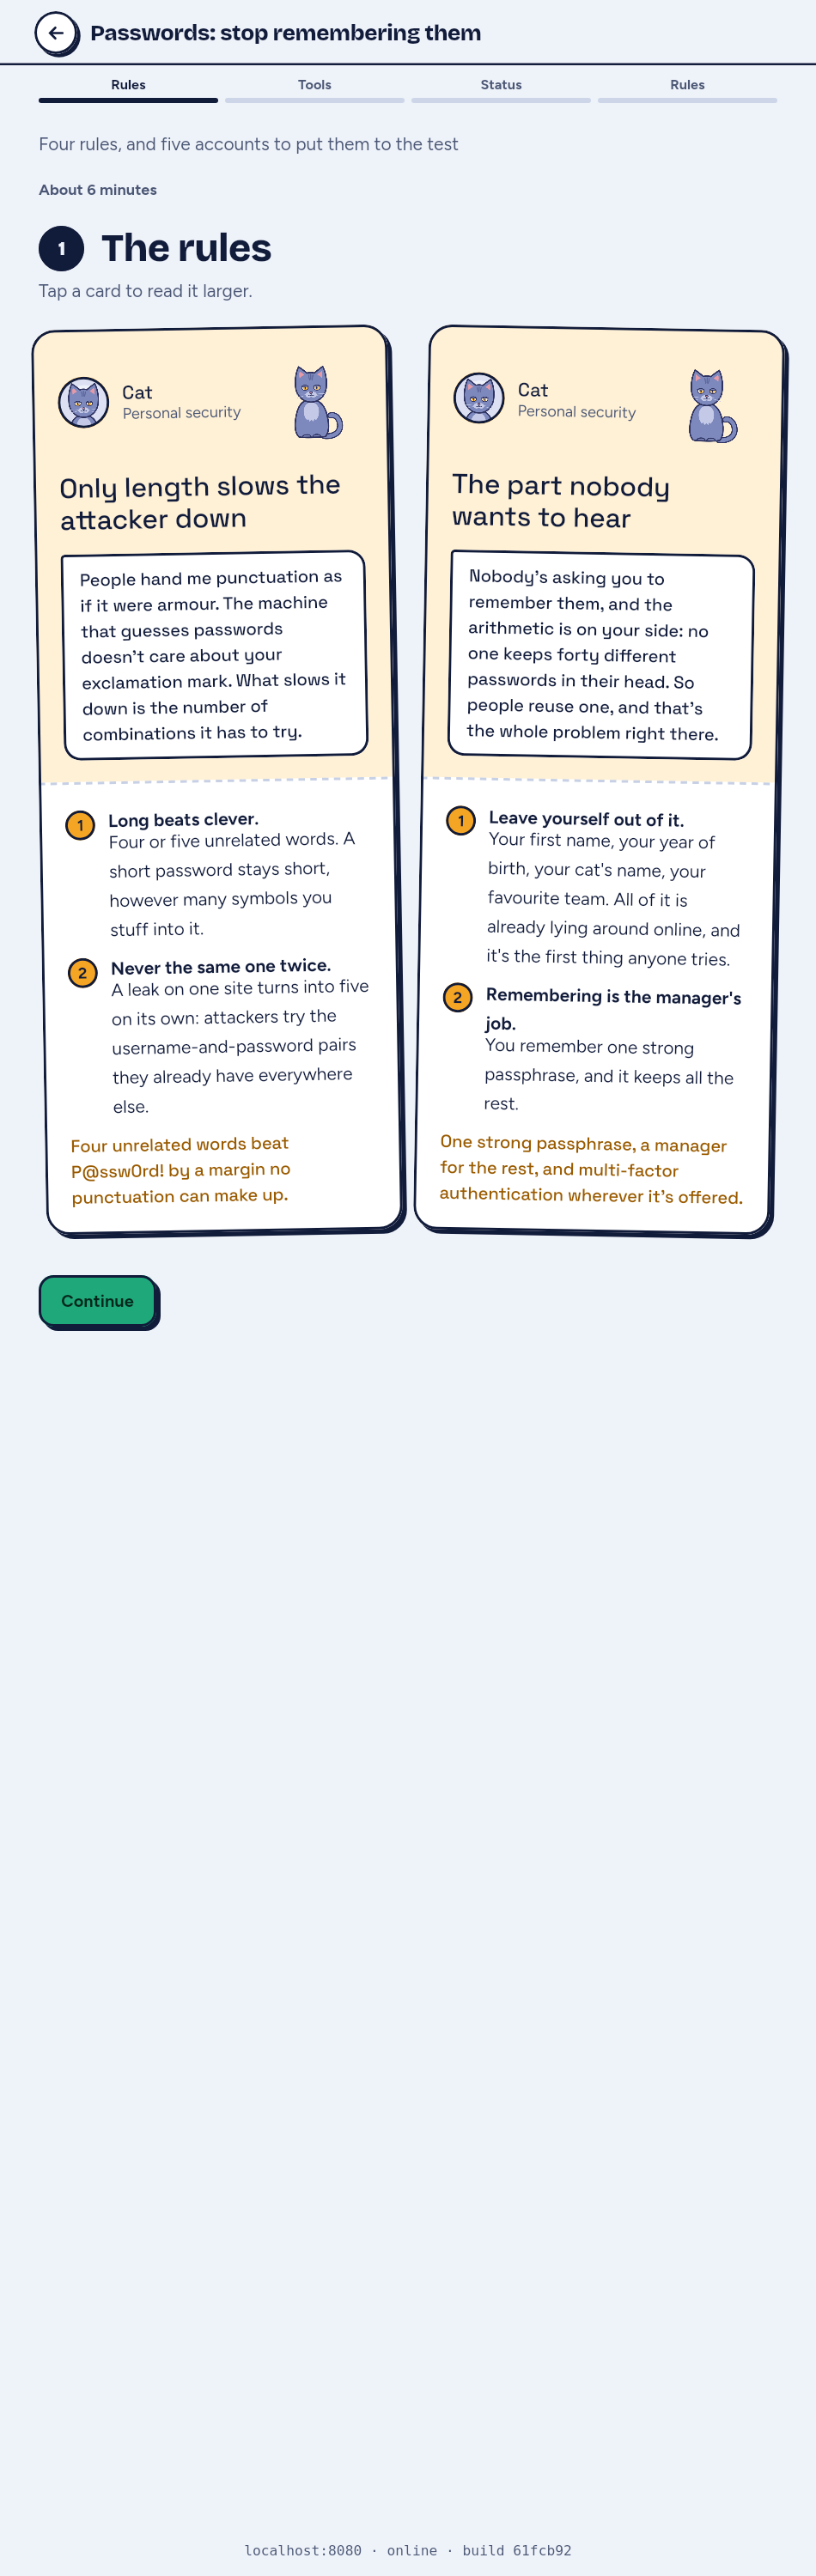 Passwords: stop remembering them
Rules
Tools
Status
Rules
Four rules, and five accounts to put them to the test
About 6 minutes
1
The rules
Tap a card to read it larger.
Cat
Personal security
Only length slows the
attacker down
People hand me punctuation as
if it were armour. The machine
that guesses passwords
doesn't care about your
exclamation mark. What slows it
down is the number of
combinations it has to try.
1
Long beats clever.
Four or five unrelated words. A
short password stays short,
however many symbols you
stuff into it.
2
Never the same one twice.
A leak on one site turns into five
on its own: attackers try the
username-and-password pairs
they already have everywhere
else.
Four unrelated words beat
P@ssw0rd! by a margin no
punctuation can make up.
Cat
Personal security
The part nobody
wants to hear
Nobody's asking you to
remember them, and the
arithmetic is on your side: no
one keeps forty different
passwords in their head. So
people reuse one, and that's
the whole problem right there.
1
Leave yourself out of it.
Your first name, your year of
birth, your cat's name, your
favourite team. All of it is
already lying around online, and
it's the first thing anyone tries.
2
Remembering is the manager's
job.
You remember one strong
passphrase, and it keeps all the
rest.
One strong passphrase, a manager
for the rest, and multi-factor
authentication wherever it's offered.
Continue
localhost:8080 · online · build 61fcb92